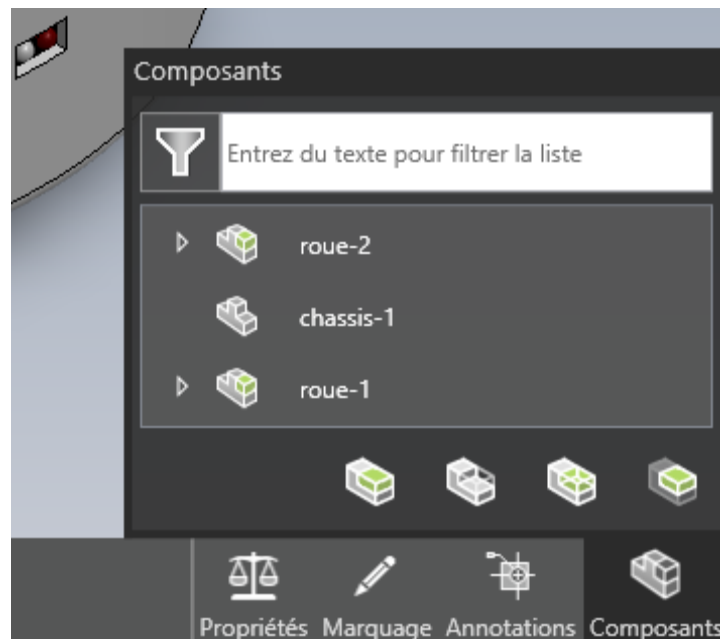 Composants
Entrez du texte pour filtrer la liste
roue-2
chassis-1
roue-1
Propriétés Marquage Annotations Composants